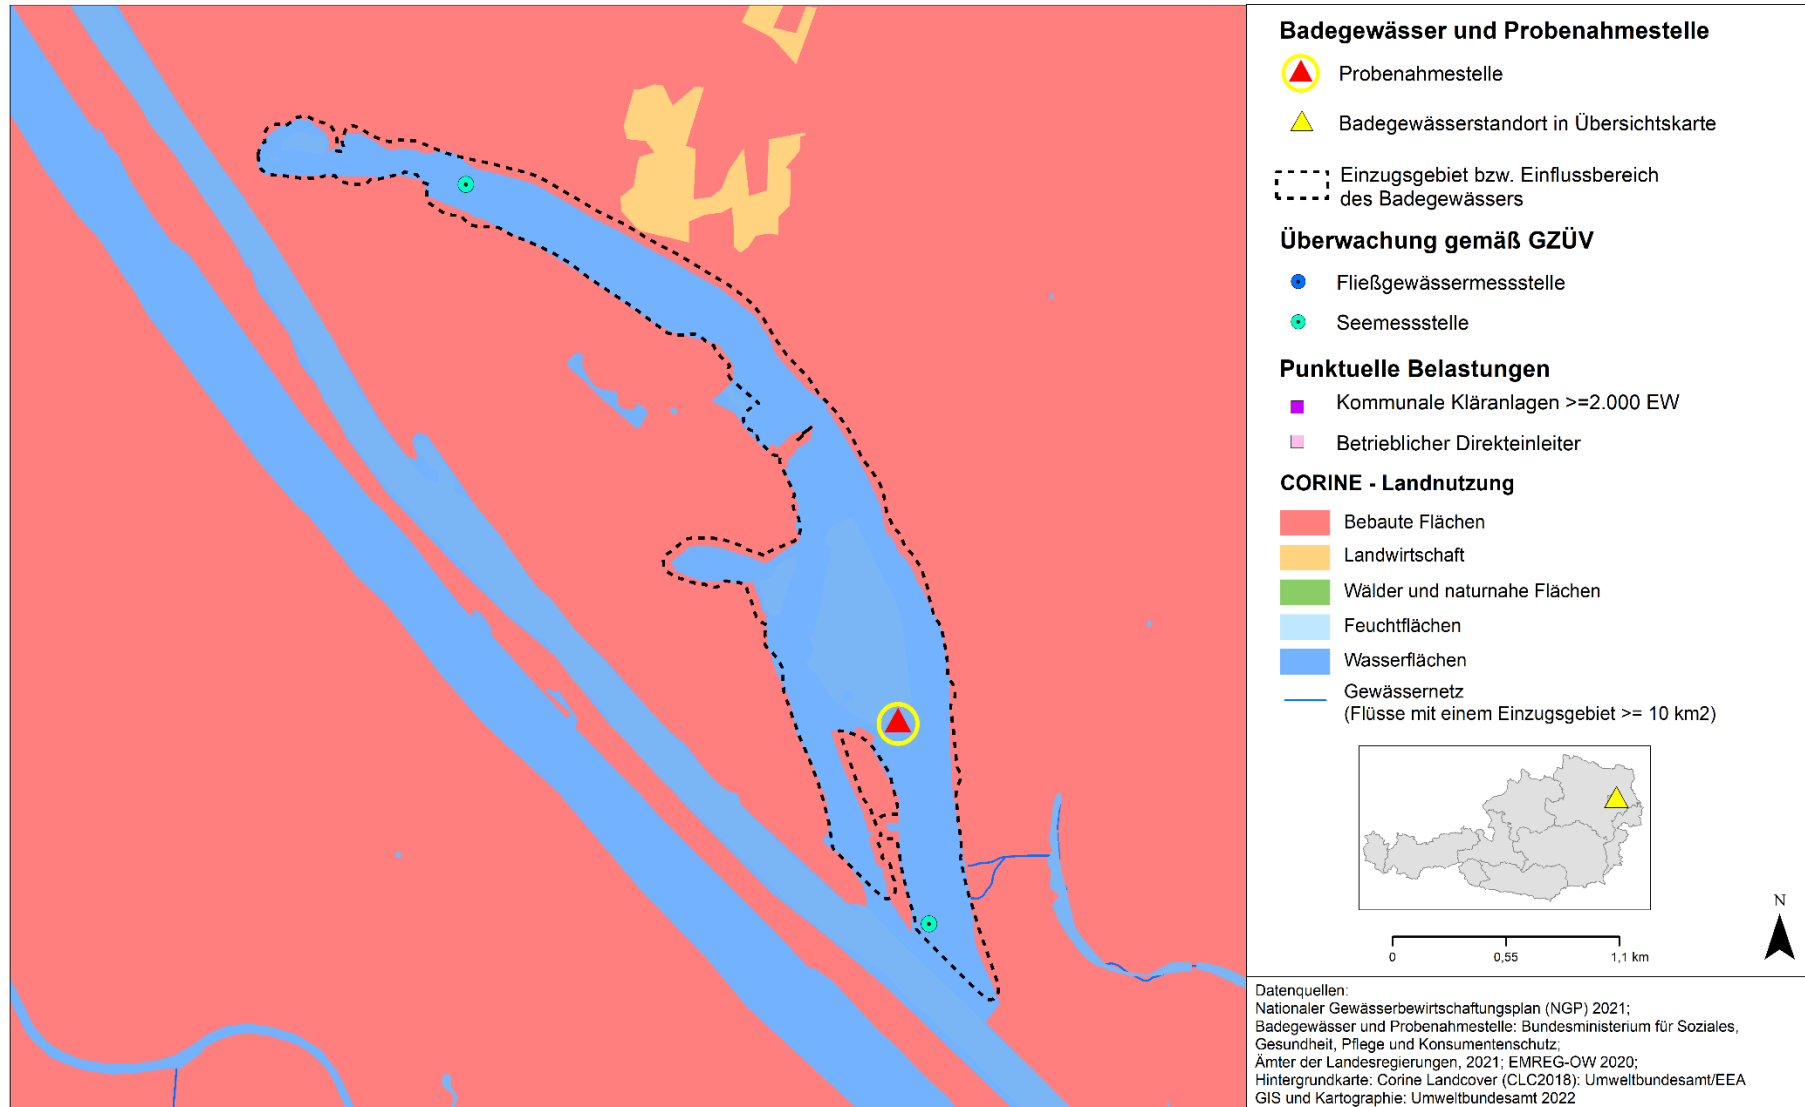 Badegewässer und Probenahmestelle
Probenahmestelle
Badegewässerstandort in Übersichtskarte
Einzugsgebiet bzw. Einflussbereich
des Badegewässers
Überwachung gemäß GZÜV
Fließgewässermessstelle
Seemessstelle
Punktuelle Belastungen
Kommunale Kläranlagen >=2.000 EW
Betrieblicher Direkteinleiter
CORINE - Landnutzung
Bebaute Flächen
Landwirtschaft
Wälder und naturnahe Flächen
Feuchtflächen
Wasserflächen
Gewässernetz
(Flüsse mit einem Einzugsgebiet >= 10 km2)
N
0 0,55 1,1 km
Datenquellen:
Nationaler Gewässerbewirtschaftungsplan (NGP) 2021;
Badegewässer und Probenahmestelle: Bundesministerium für Soziales,
Gesundheit, Pflege und Konsumentenschutz;
Ämter der Landesregierungen, 2021; EMREG-OW 2020;
Hintergrundkarte: Corine Landcover (CLC2018): Umweltbundesamt/EEA
GIS und Kartographie: Umweltbundesamt 2022